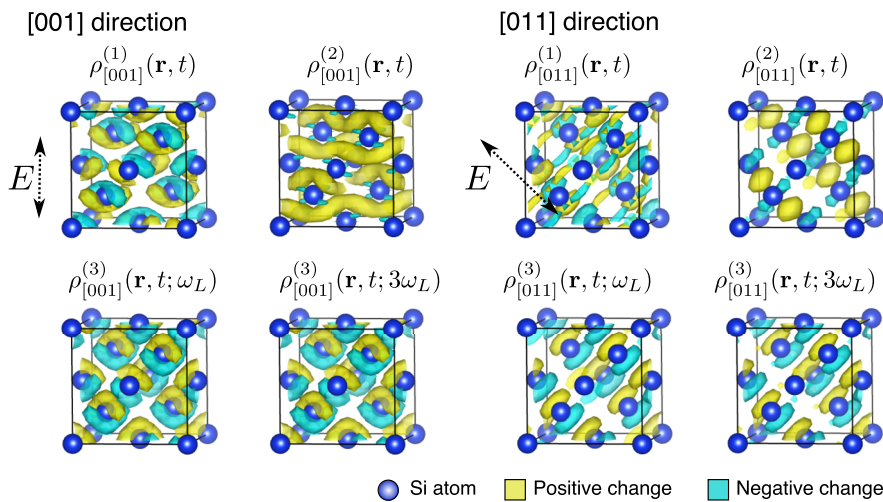 [001] direction
[011] direction
ρ^{(1)}_{[001]}(r, t)
ρ^{(2)}_{[001]}(r, t)
ρ^{(1)}_{[011]}(r, t)
ρ^{(2)}_{[011]}(r, t)
E
E
ρ^{(3)}_{[001]}(r, t; ω_L)
ρ^{(3)}_{[001]}(r, t; 3ω_L)
ρ^{(3)}_{[011]}(r, t; ω_L)
ρ^{(3)}_{[011]}(r, t; 3ω_L)
Si atom
Positive change
Negative change